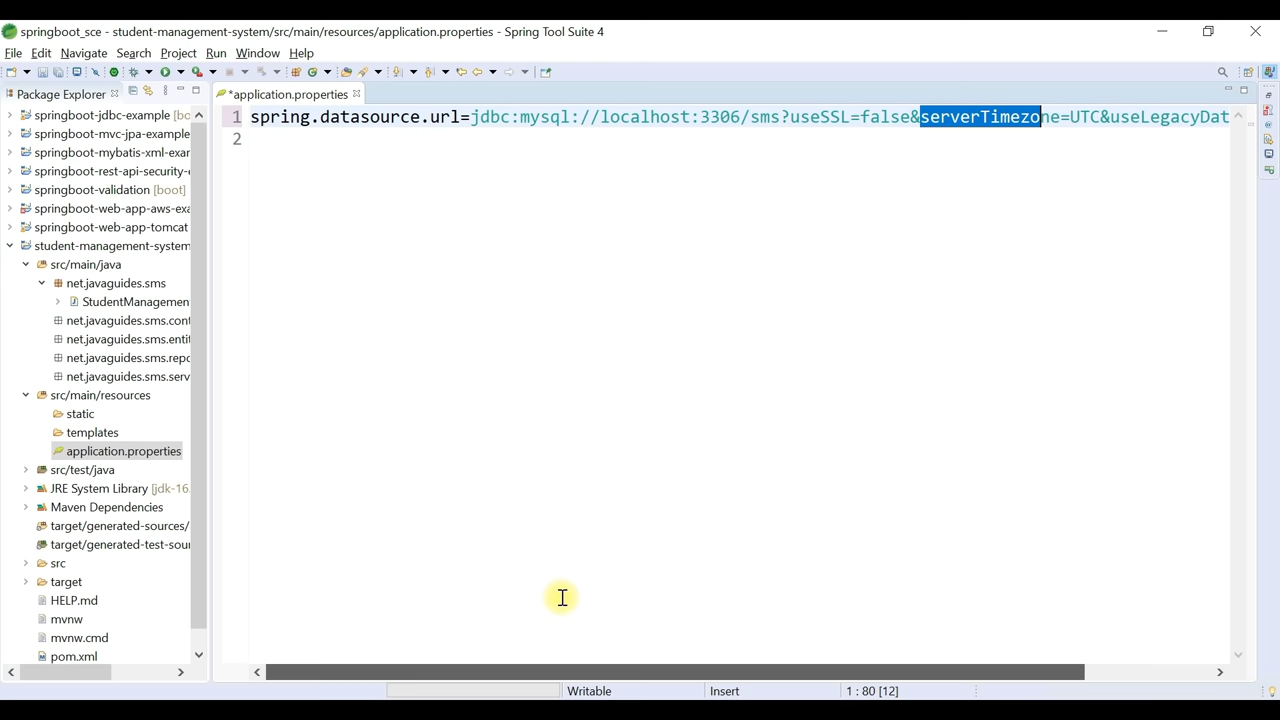 springboot_sce - student-management-system/src/main/resources/application.properties - Spring Tool Suite 4
File Edit Navigate Search Project Run Window Help
Package Explorer
*application.properties
springboot-jdbc-example [bo
springboot-mvc-jpa-example
springboot-mybatis-xml-exar
springboot-rest-api-security-e
springboot-validation [boot]
springboot-web-app-aws-exa
springboot-web-app-tomcat
student-management-system
src/main/java
net.javaguides.sms
StudentManagemen
net.javaguides.sms.cont
net.javaguides.sms.entit
net.javaguides.sms.repo
net.javaguides.sms.serv
src/main/resources
static
templates
application.properties
src/test/java
JRE System Library [jdk-16.
Maven Dependencies
target/generated-sources/
target/generated-test-sour
src
target
HELP.md
mvnw
mvnw.cmd
pom.xml
1 spring.datasource.url=jdbc:mysql://localhost:3306/sms?useSSL=false&serverTimezone=UTC&useLegacyDat
2
Writable Insert 1 : 80 [12]